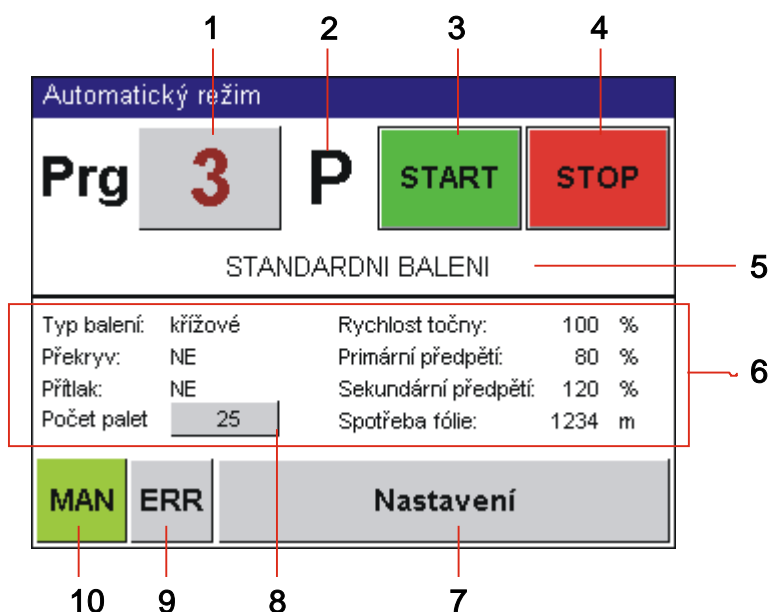 1 2 3 4
Automatický režim
Prg 3 P START STOP
STANDARDNI BALENI 5
Typ balení: křížové Rychlost točny: 100 %
Překryv: NE Primární předpětí: 80 %
6
Přítlak: NE Sekundární předpětí: 120 %
Počet palet 25 Spotřeba fólie: 1234 m
MAN ERR Nastavení
10 9 8 7